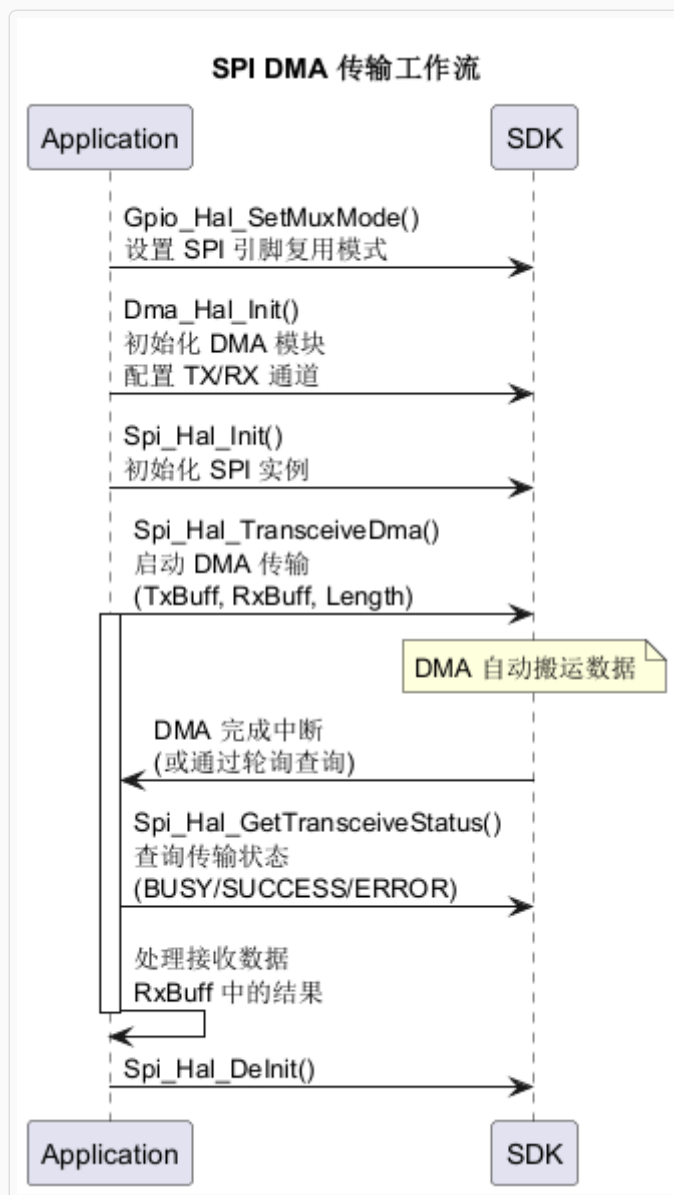 SPI DMA 传输工作流
Application
SDK
Gpio_Hal_SetMuxMode()
设置 SPI 引脚复用模式
Dma_Hal_Init()
初始化 DMA 模块
配置 TX/RX 通道
Spi_Hal_Init()
初始化 SPI 实例
Spi_Hal_TransceiveDma()
启动 DMA 传输
(TxBuff, RxBuff, Length)
DMA 自动搬运数据
DMA 完成中断
(或通过轮询查询)
Spi_Hal_GetTransceiveStatus()
查询传输状态
(BUSY/SUCCESS/ERROR)
处理接收数据
RxBuff 中的结果
Spi_Hal_DeInit()
Application
SDK